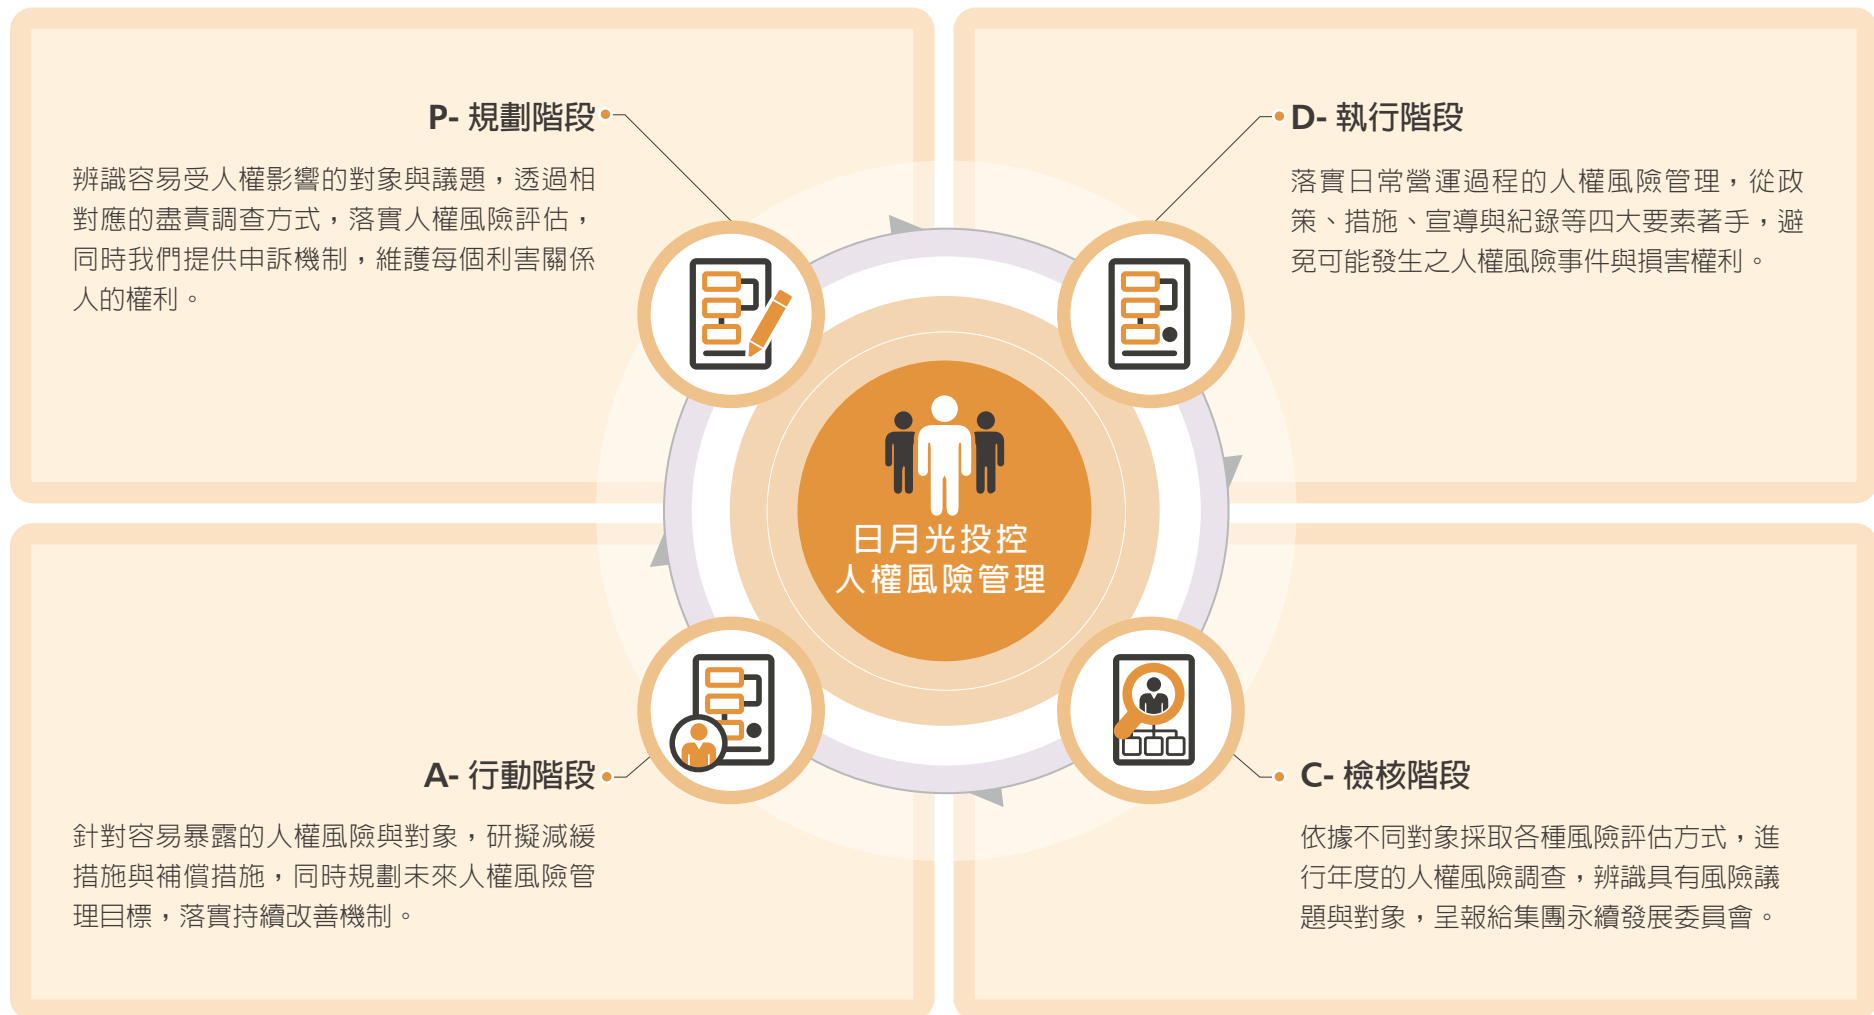 P- 規劃階段
辨識容易受人權影響的對象與議題，透過相
對應的盡責調查方式，落實人權風險評估，
同時我們提供申訴機制，維護每個利害關係
人的權利。
D- 執行階段
落實日常營運過程的人權風險管理，從政
策、措施、宣導與紀錄等四大要素著手，避
免可能發生之人權風險事件與損害權利。
日月光投控
人權風險管理
A- 行動階段
針對容易暴露的人權風險與對象，研擬減緩
措施與補償措施，同時規劃未來人權風險管
理目標，落實持續改善機制。
C- 檢核階段
依據不同對象採取各種風險評估方式，進
行年度的人權風險調查，辨識具有風險議
題與對象，呈報給集團永續發展委員會。